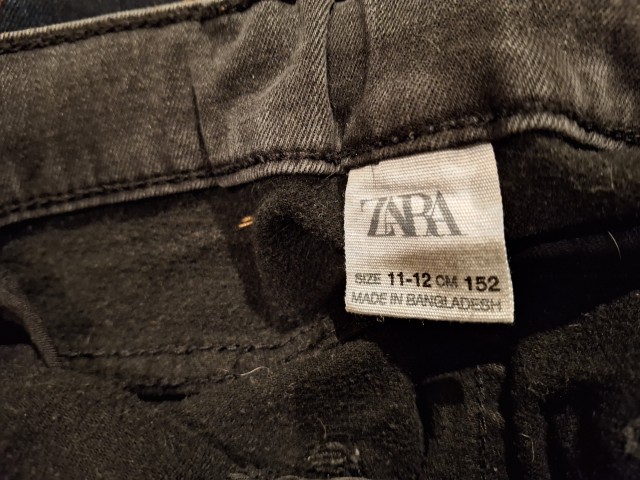 ZARA
SIZE 11-12 CM 152
MADE IN BANGLADESH